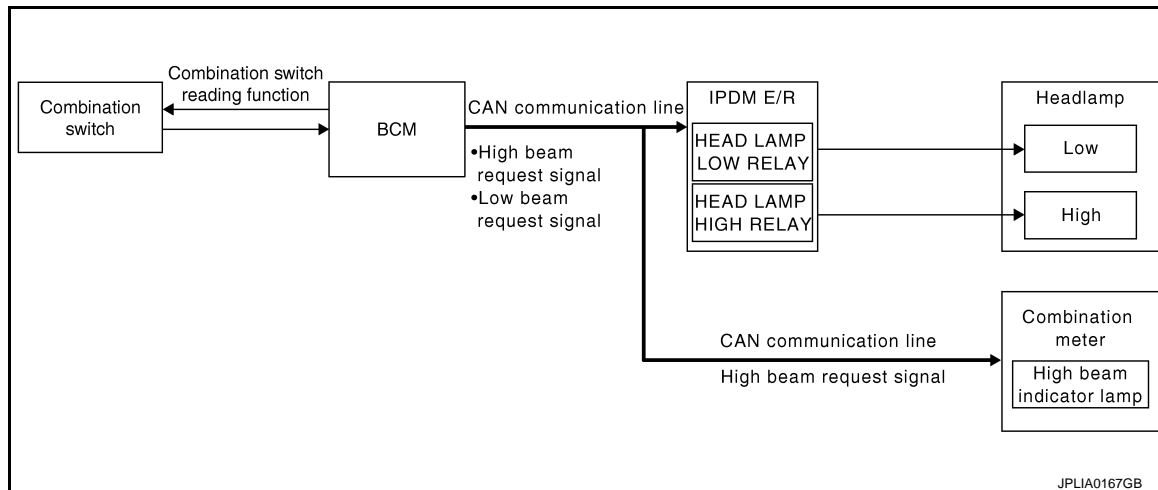 Combination switch
reading function
Combination
switch
BCM
CAN communication line
•High beam
request signal
•Low beam
request signal
IPDM E/R
HEAD LAMP
LOW RELAY
HEAD LAMP
HIGH RELAY
Headlamp
Low
High
CAN communication line
High beam request signal
Combination
meter
High beam
indicator lamp
JPLIA0167GB